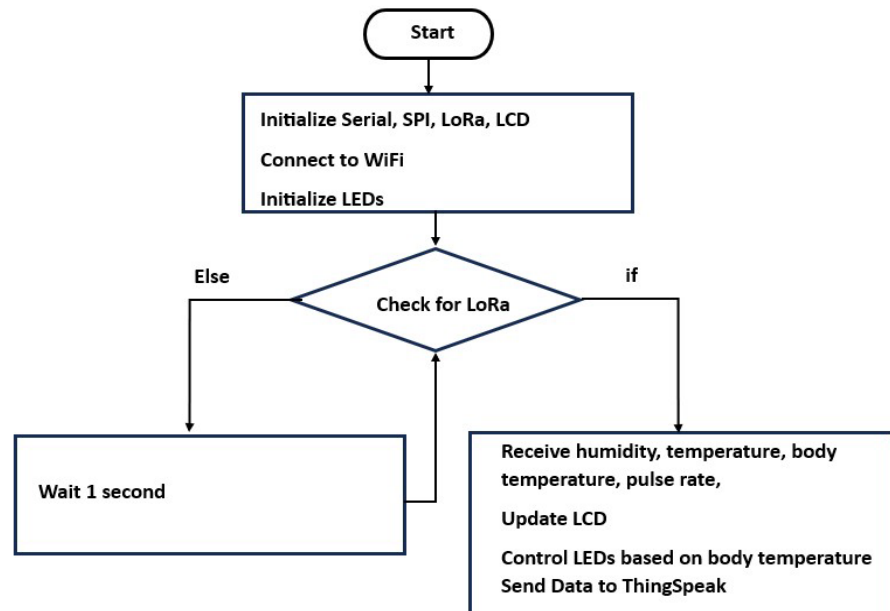 Start
Initialize Serial, SPI, LoRa, LCD
Connect to WiFi
Initialize LEDs
Else
if
Check for LoRa
Wait 1 second
Receive humidity, temperature, body
temperature, pulse rate,
Update LCD
Control LEDs based on body temperature
Send Data to ThingSpeak